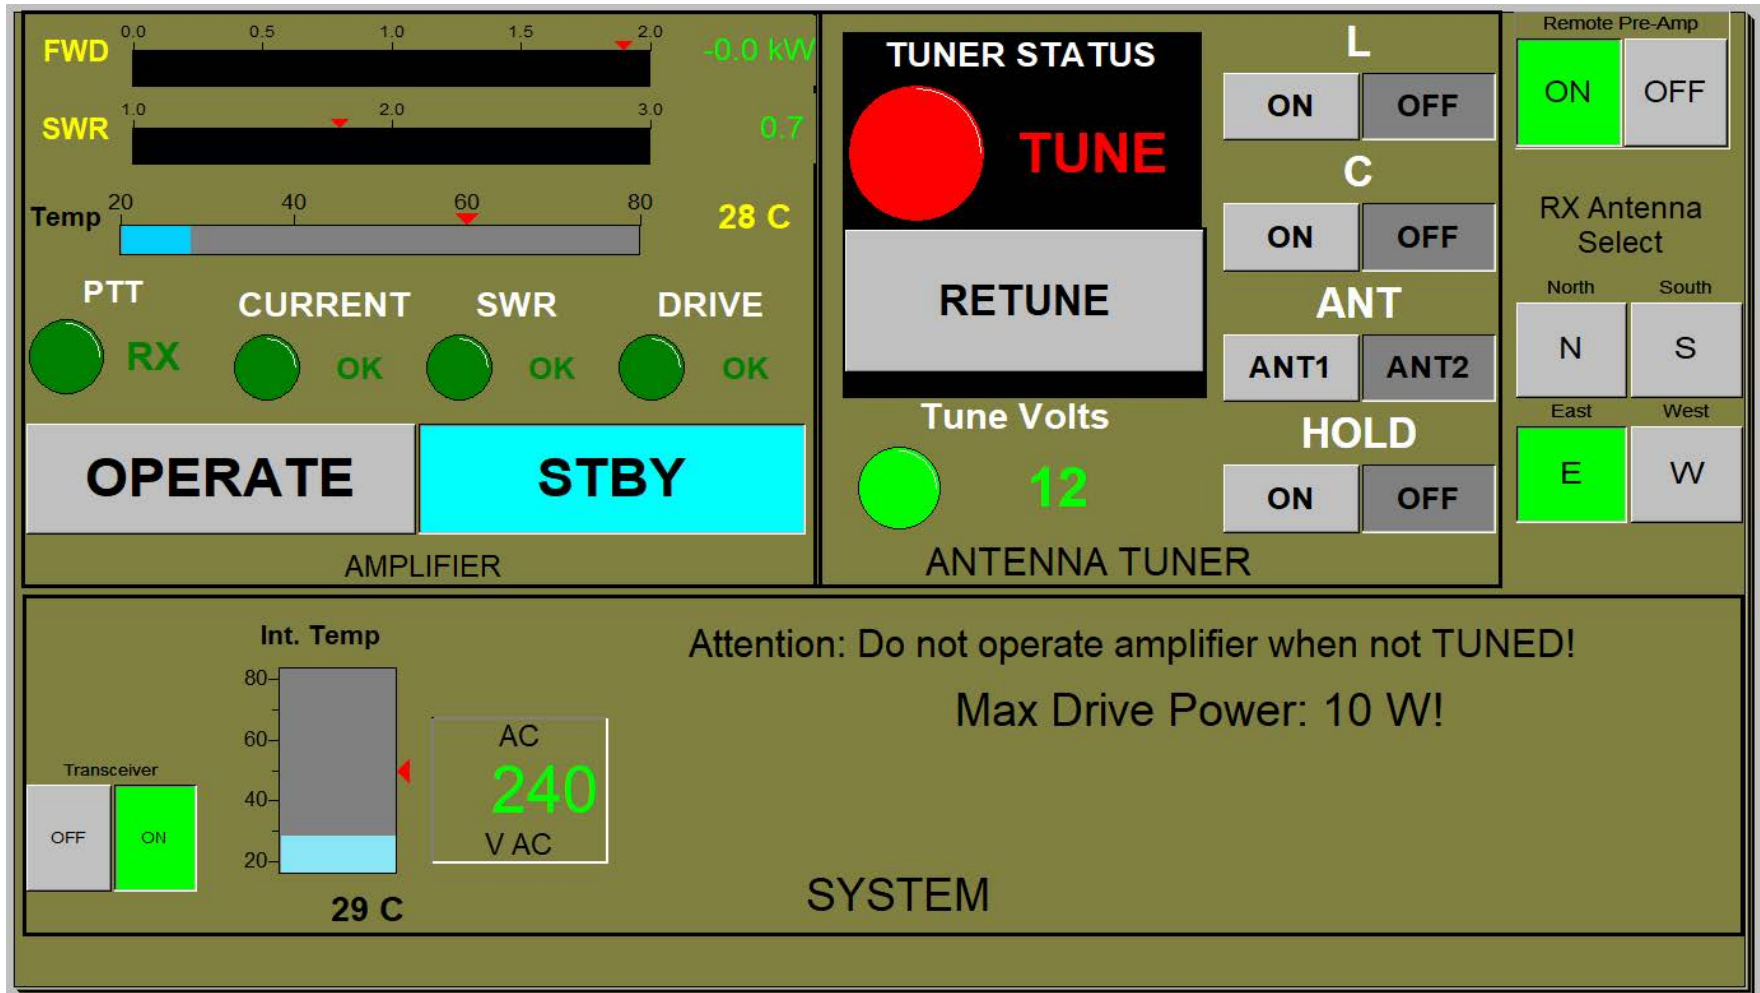 FWD
0.0 0.5 1.0 1.5 2.0
-0.0 kW
SWR
1.0 2.0 3.0
0.7
Temp
20 40 60 80
28 C
PTT
RX
CURRENT
OK
SWR
OK
DRIVE
OK
OPERATE
STBY
AMPLIFIER
TUNER STATUS
TUNE
RETUNE
Tune Volts
12
L
ON OFF
C
ON OFF
ANT
ANT1 ANT2
HOLD
ON OFF
ANTENNA TUNER
Remote Pre-Amp
ON OFF
RX Antenna
Select
North South
N S
East West
E W
Transceiver
OFF ON
Int. Temp
80
60
40
20
29 C
AC
240
V AC
Attention: Do not operate amplifier when not TUNED!
Max Drive Power: 10 W!
SYSTEM